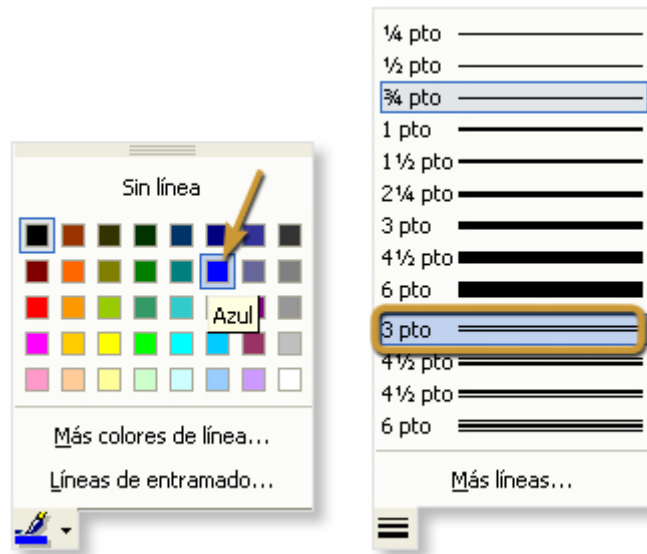 Sin línea
Azul
Más colores de línea...
Líneas de entramado...
¼ pto
½ pto
¾ pto
1 pto
1½ pto
2¼ pto
3 pto
4½ pto
6 pto
3 pto
4½ pto
4½ pto
6 pto
Más líneas...